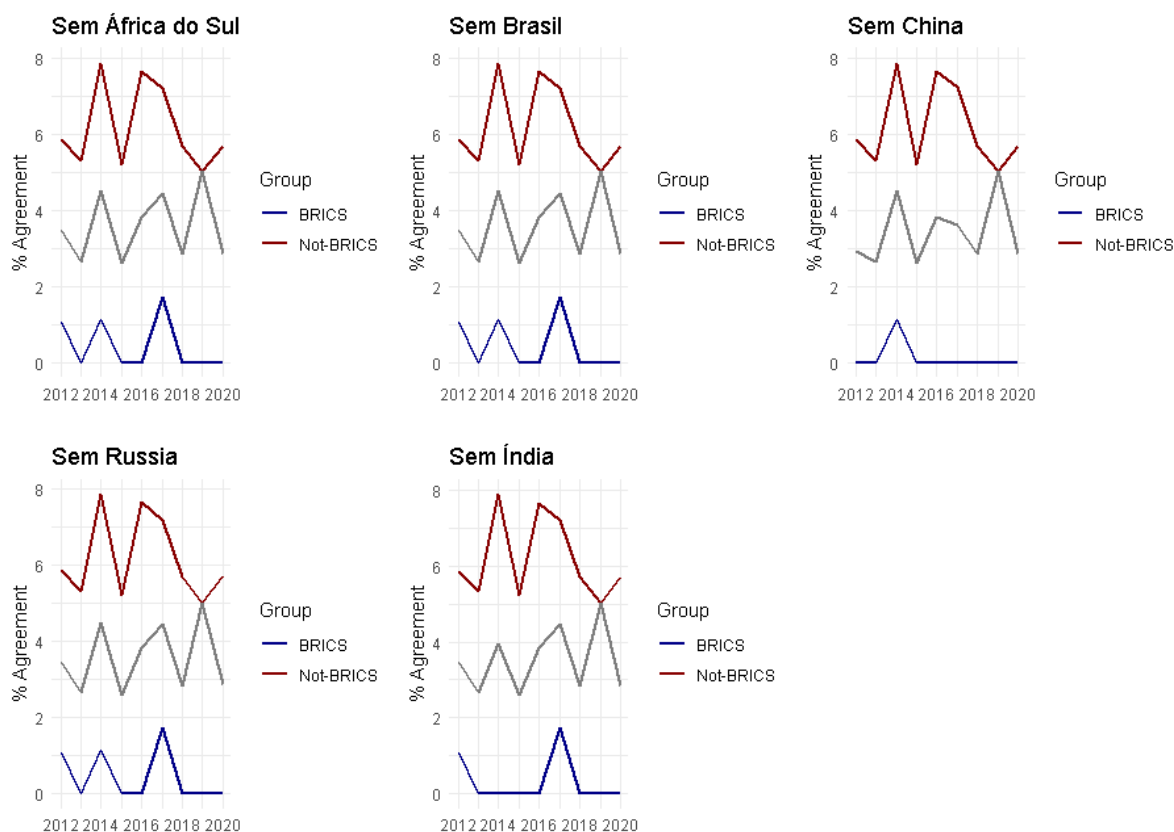 Sem África do Sul
% Agreement
8
6
4
2
0
2012 2014 2016 2018 2020
Group
BRICS
Not-BRICS
Sem Brasil
% Agreement
8
6
4
2
0
2012 2014 2016 2018 2020
Group
BRICS
Not-BRICS
Sem China
% Agreement
8
6
4
2
0
2012 2014 2016 2018 2020
Group
BRICS
Not-BRICS
Sem Russia
% Agreement
8
6
4
2
0
2012 2014 2016 2018 2020
Group
BRICS
Not-BRICS
Sem Índia
% Agreement
8
6
4
2
0
2012 2014 2016 2018 2020
Group
BRICS
Not-BRICS